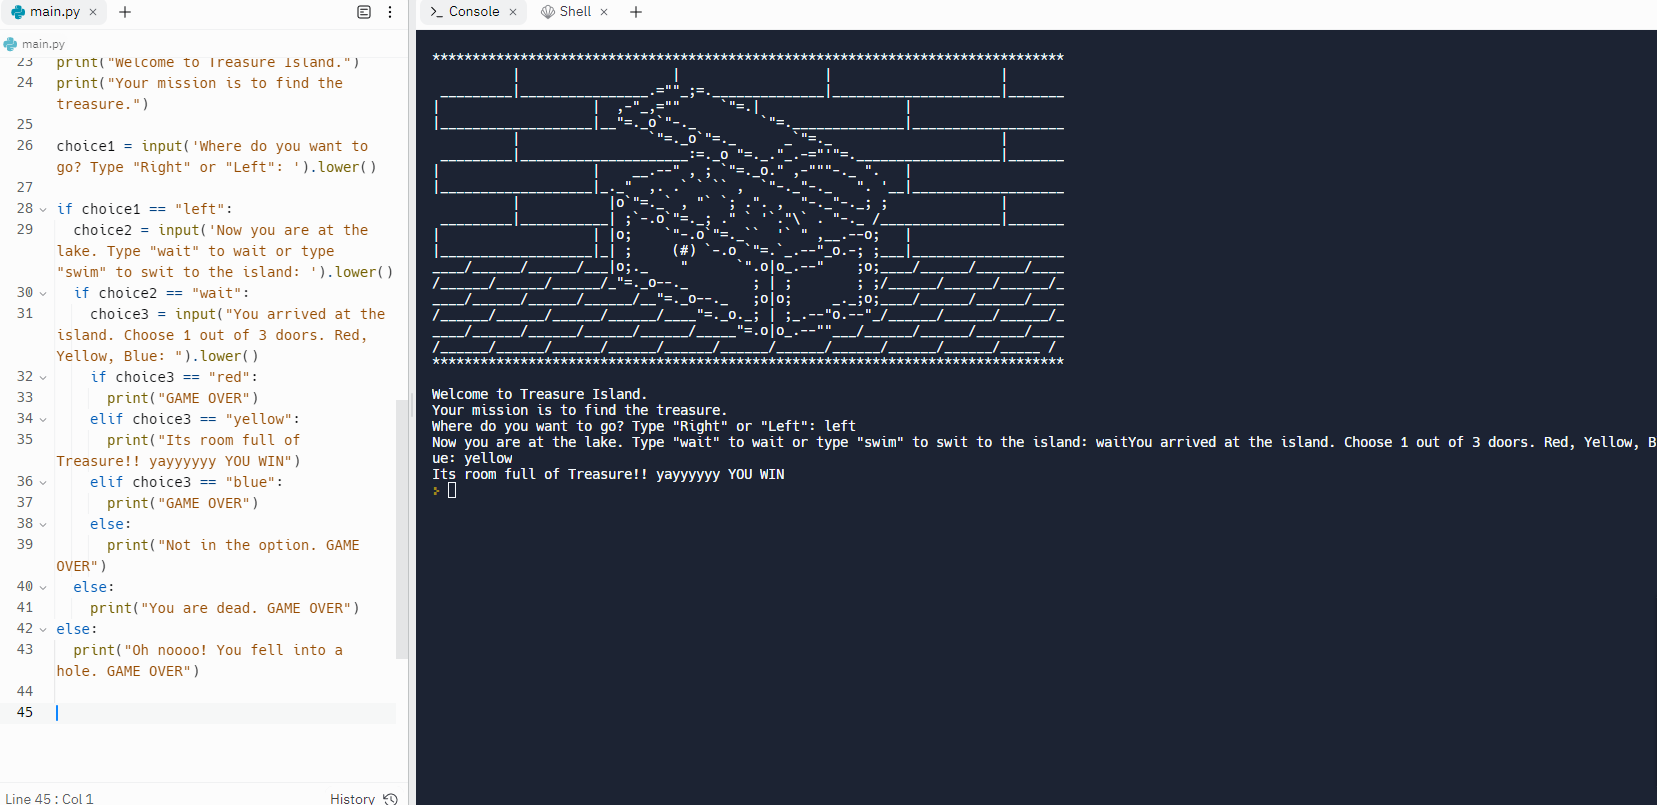 main.py × +
main.py
23 print("Welcome to Treasure Island.")
24 print("Your mission is to find the
treasure.")
25
26 choice1 = input('Where do you want to
go? Type "Right" or "Left": ').lower()
27
28 if choice1 == "left":
29 choice2 = input('Now you are at the
lake. Type "wait" to wait or type
"swim" to swit to the island: ').lower()
30 if choice2 == "wait":
31 choice3 = input("You arrived at the
island. Choose 1 out of 3 doors. Red,
Yellow, Blue: ").lower()
32 if choice3 == "red":
33 print("GAME OVER")
34 elif choice3 == "yellow":
35 print("Its room full of
Treasure!! yayyyyyy YOU WIN")
36 elif choice3 == "blue":
37 print("GAME OVER")
38 else:
39 print("Not in the option. GAME
OVER")
40 else:
41 print("You are dead. GAME OVER")
42 else:
43 print("Oh noooo! You fell into a
hole. GAME OVER")
44
45
Line 45 : Col 1 History
>_ Console × Shell × +
Welcome to Treasure Island.
Your mission is to find the treasure.
Where do you want to go? Type "Right" or "Left": left
Now you are at the lake. Type "wait" to wait or type "swim" to swit to the island: waitYou arrived at the island. Choose 1 out of 3 doors. Red, Yellow, B
ue: yellow
Its room full of Treasure!! yayyyyyy YOU WIN